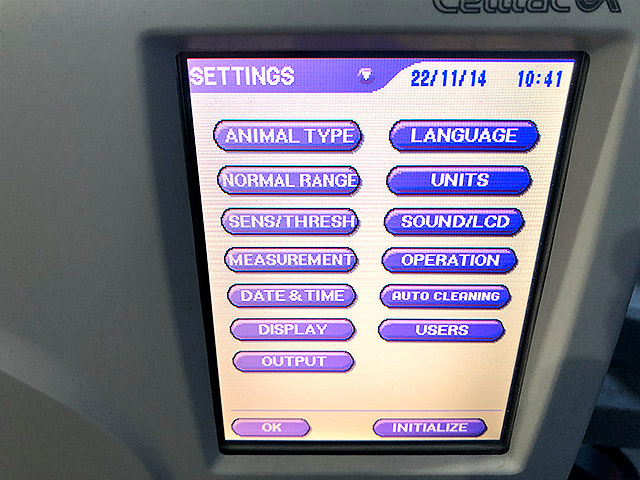 Celltac α
SETTINGS 22/11/14 10:41
ANIMAL TYPE LANGUAGE
NORMAL RANGE UNITS
SENS/THRESH SOUND/LCD
MEASUREMENT OPERATION
DATE & TIME AUTO CLEANING
DISPLAY USERS
OUTPUT
OK INITIALIZE